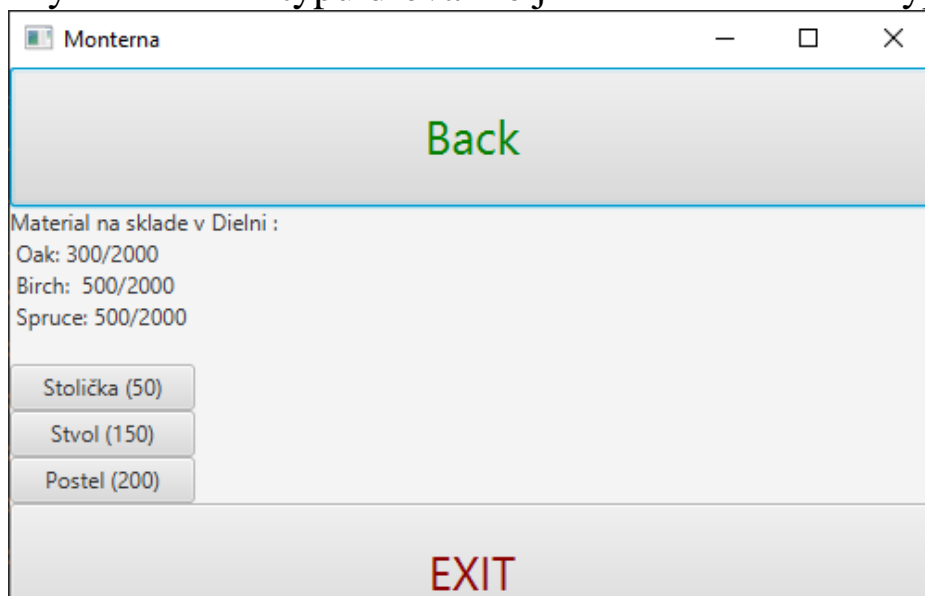 Monterna
Back
Material na sklade v Dielni :
Oak: 300/2000
Birch:  500/2000
Spruce: 500/2000
Stolička (50)
Stvol (150)
Postel (200)
EXIT